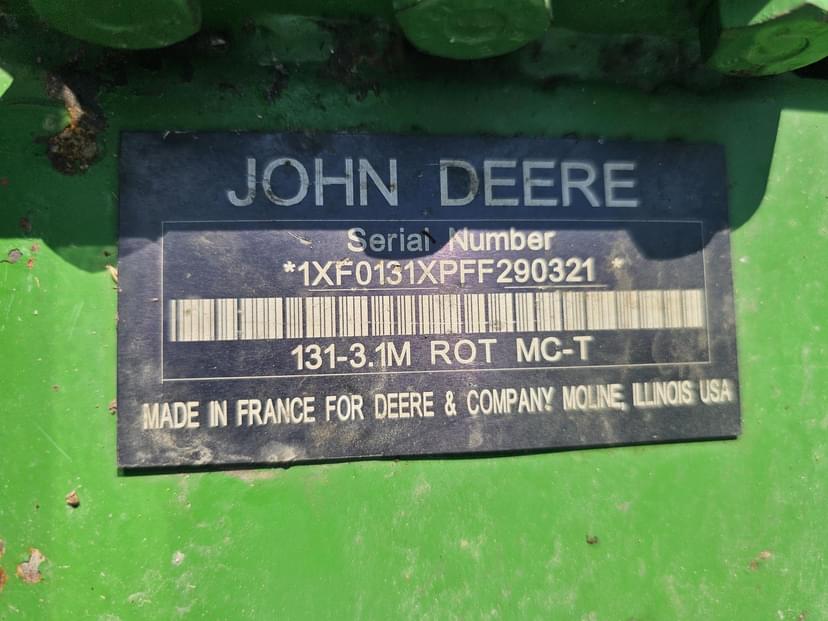 JOHN DEERE
Serial Number
*1XF0131XPFF290321 *
131-3.1M ROT MC-T
MADE IN FRANCE FOR DEERE & COMPANY MOLINE, ILLINOIS USA